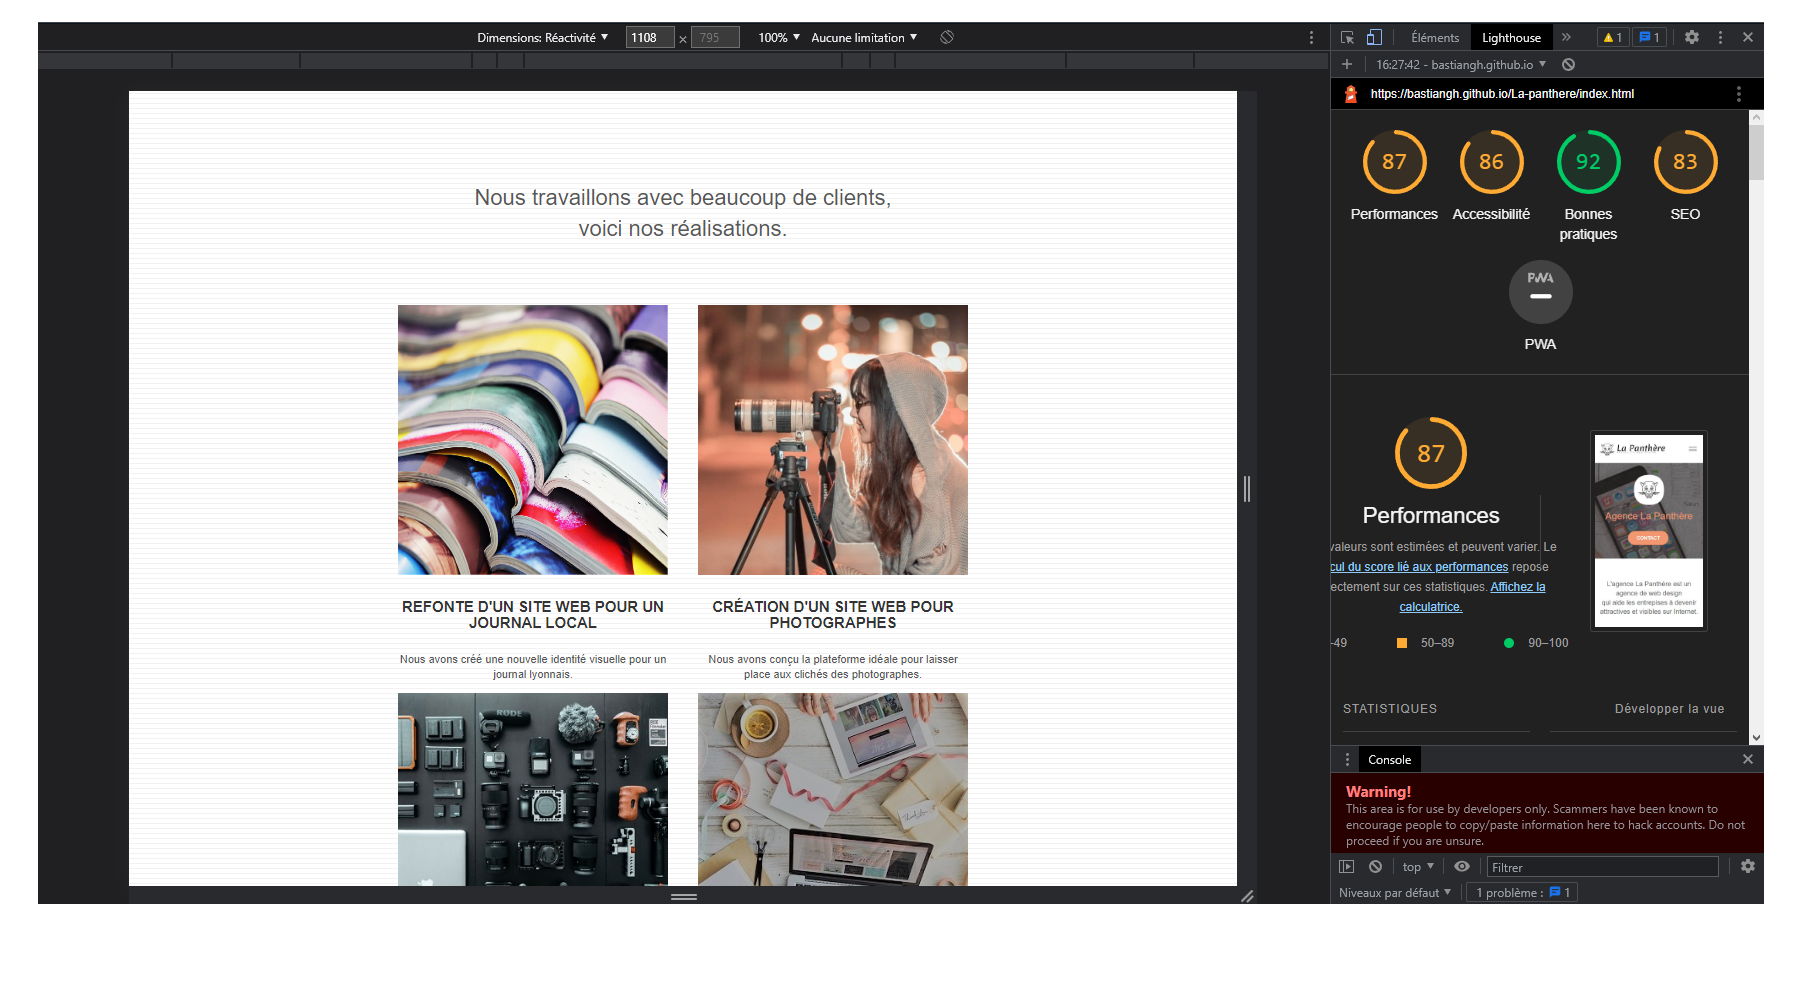 Dimensions: Réactivité ▼ 1108 × 795 100% ▼ Aucune limitation ▼
Éléments Lighthouse » 1 1
+ 16:27:42 - bastiangh.github.io ▼
https://bastiangh.github.io/La-panthere/index.html
87 86 92 83
Performances Accessibilité Bonnes pratiques SEO
PWA
PWA
87
Performances
valeurs sont estimées et peuvent varier. Le
cul du score lié aux performances repose
ectement sur ces statistiques. Affichez la
calculatrice.
-49 50–89 90–100
La Panthère
Agence La Panthère
CONTACT
L'agence La Panthère est un
agence de web design
qui aide les entrepises à devenir
attractives et visibles sur Internet.
STATISTIQUES Développer la vue
Console
Warning!
This area is for use by developers only. Scammers have been known to
encourage people to copy/paste information here to hack accounts. Do not
proceed if you are unsure.
top ▼ Filtrer
Niveaux par défaut ▼ 1 problème : 1
Nous travaillons avec beaucoup de clients,
voici nos réalisations.
REFONTE D'UN SITE WEB POUR UN
JOURNAL LOCAL
Nous avons créé une nouvelle identité visuelle pour un
journal lyonnais.
CRÉATION D'UN SITE WEB POUR
PHOTOGRAPHES
Nous avons conçu la plateforme idéale pour laisser
place aux clichés des photographes.
RØDE